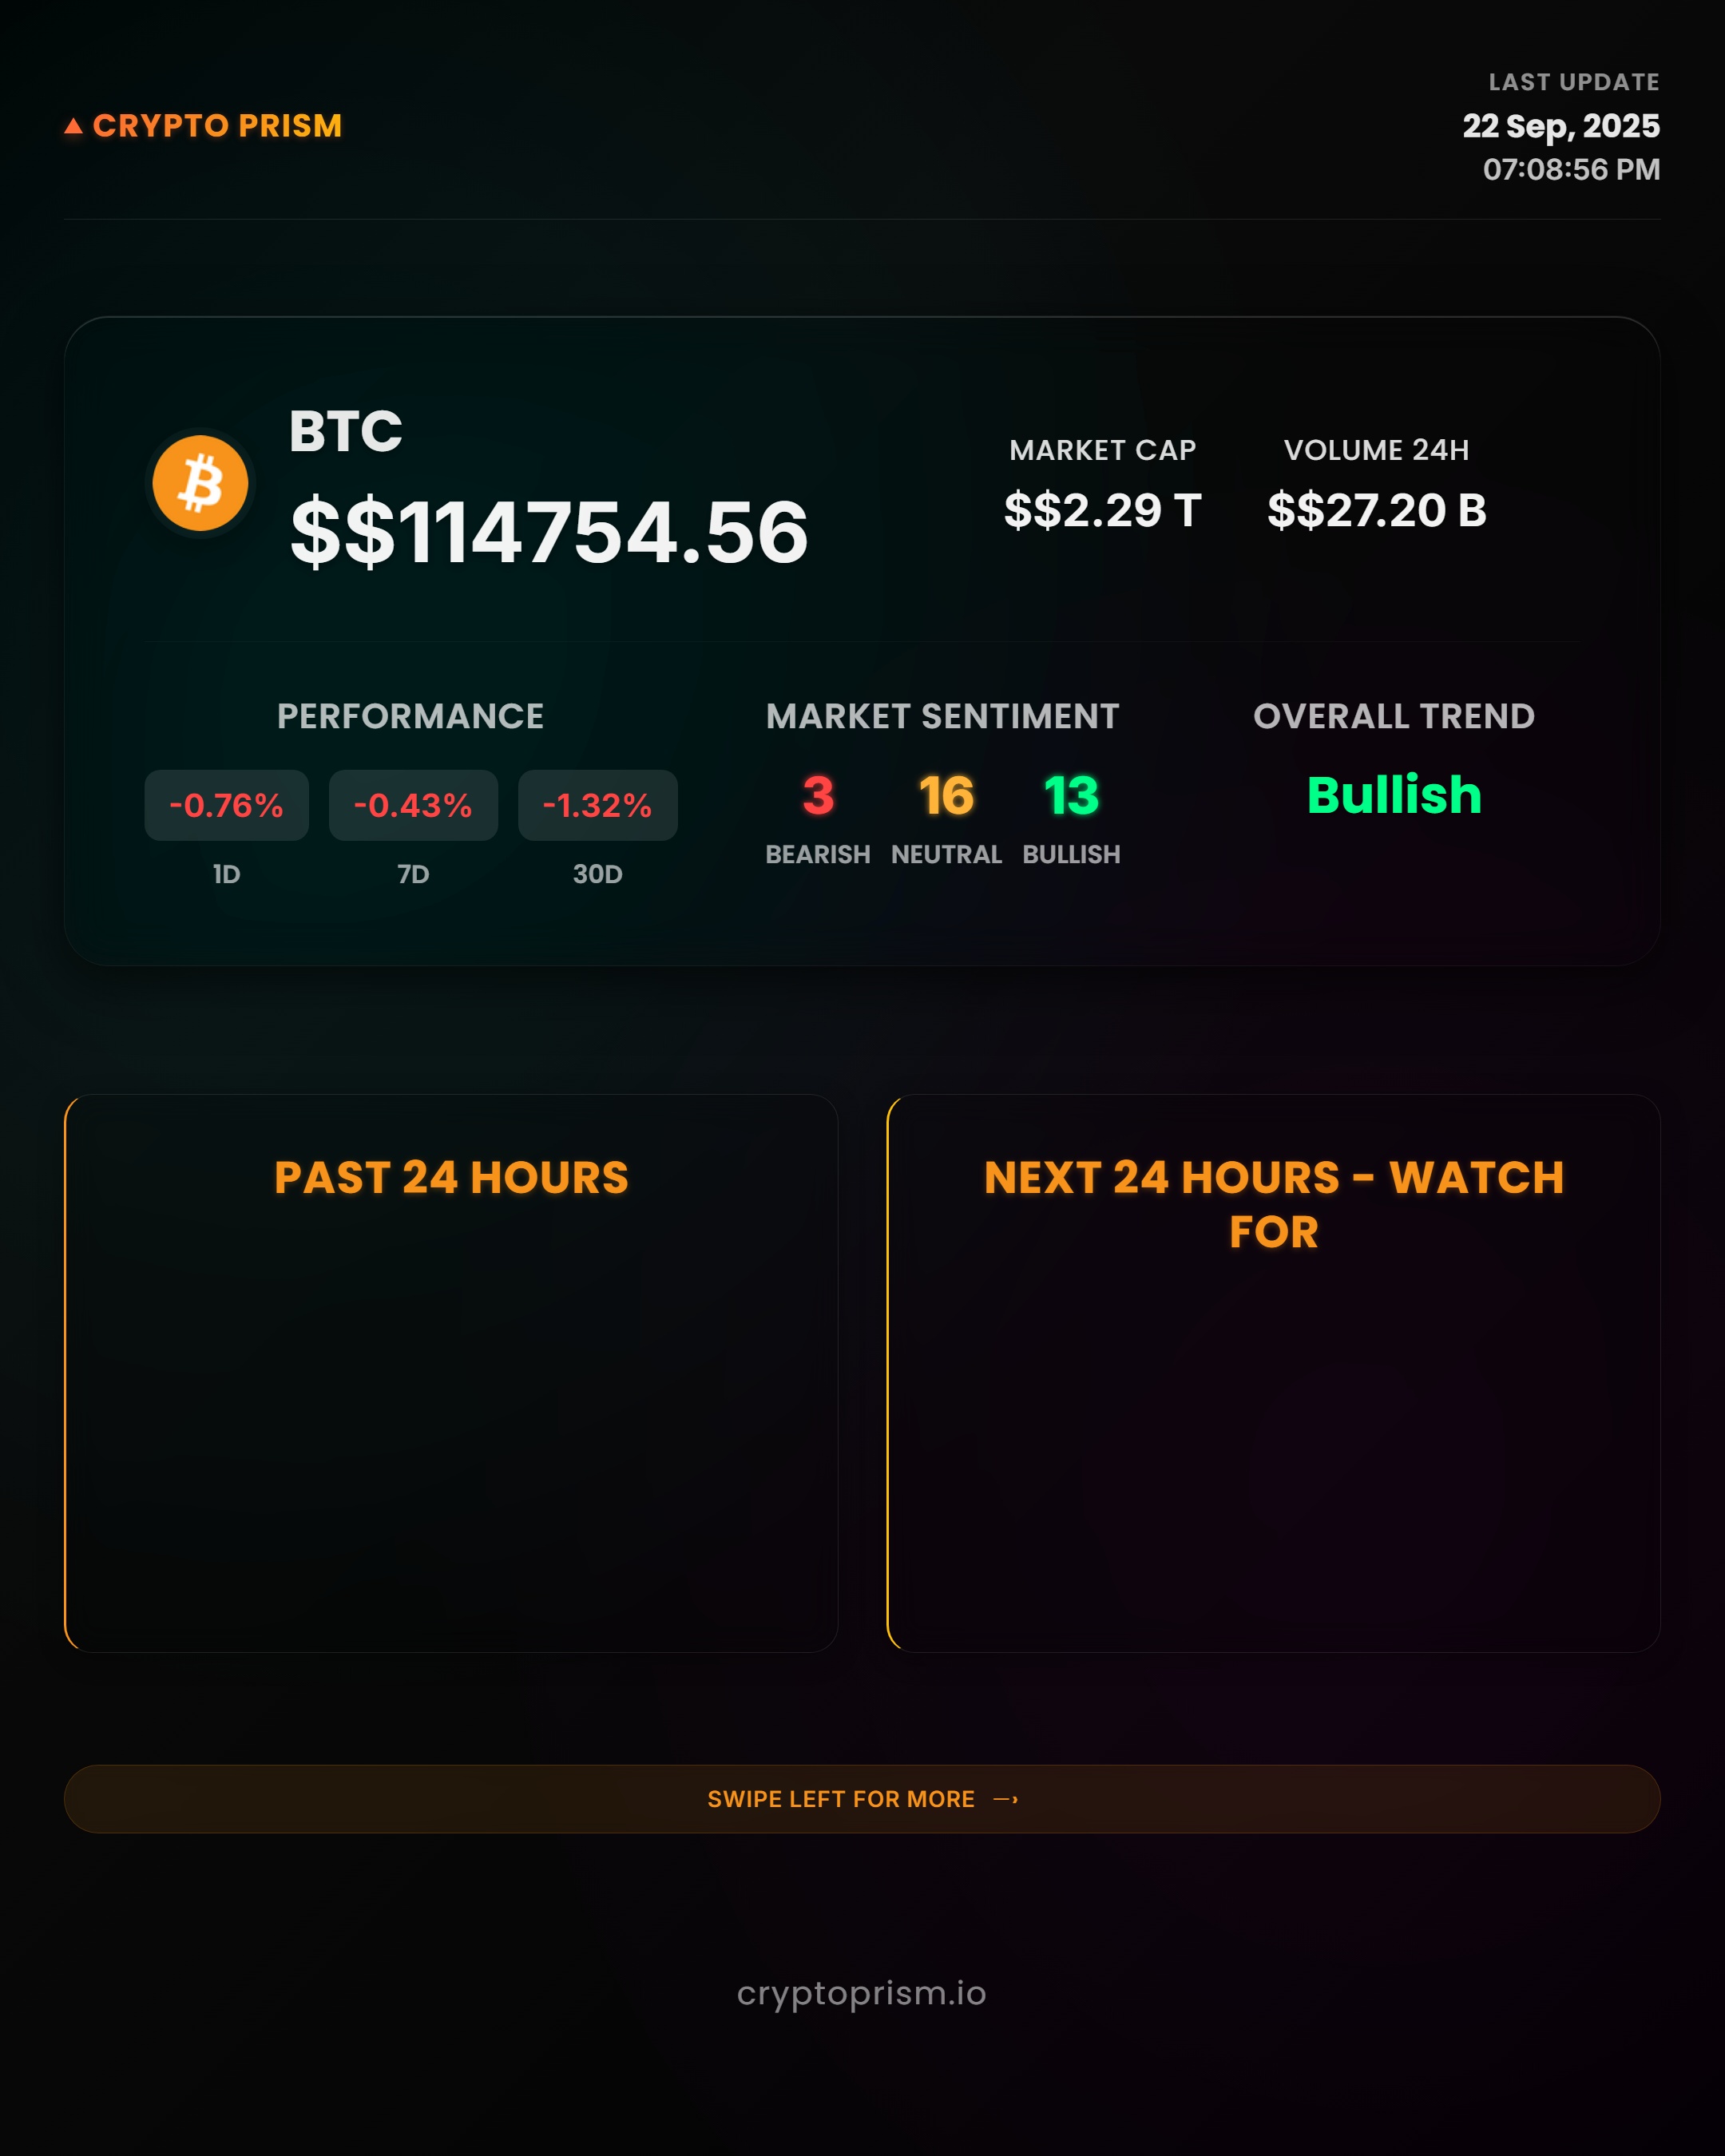 CRYPTO PRISM
LAST UPDATE
22 Sep, 2025
07:08:56 PM
BTC
$$114754.56
MARKET CAP
$$2.29 T
VOLUME 24H
$$27.20 B
PERFORMANCE
-0.76% -0.43% -1.32%
1D 7D 30D
MARKET SENTIMENT
3 16 13
BEARISH NEUTRAL BULLISH
OVERALL TREND
Bullish
PAST 24 HOURS
NEXT 24 HOURS - WATCH
FOR
SWIPE LEFT FOR MORE
cryptoprism.io